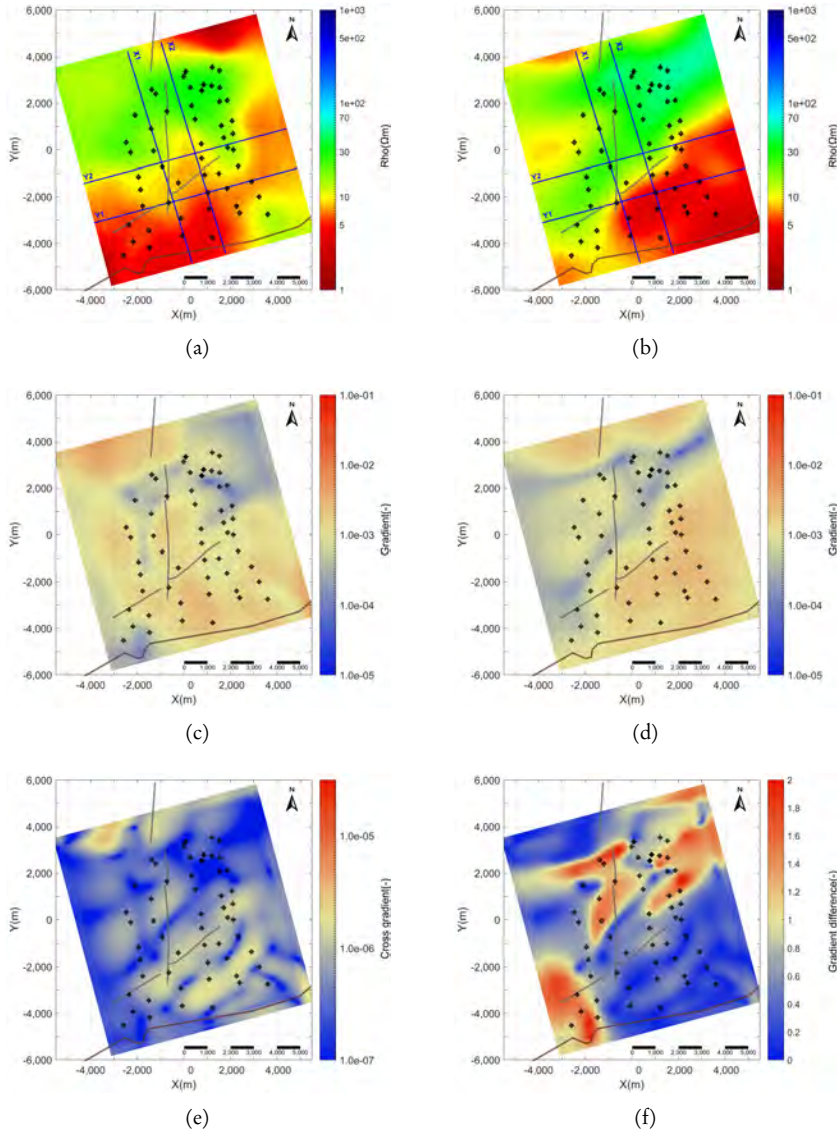 6,000
4,000
2,000
0
-2,000
-4,000
-6,000
Y(m)
X1
X2
Y2
Y1
N
0 1,000 2,000 3,000 4,000 5,000
-4,000 -2,000 0 2,000 4,000
X(m)
1e+03
5e+02
1e+02
30
10
5
1
Rho(Ωm)
(a)
6,000
4,000
2,000
0
-2,000
-4,000
-6,000
Y(m)
X1
X2
Y2
Y1
N
0 1,000 2,000 3,000 4,000 5,000
-4,000 -2,000 0 2,000 4,000
X(m)
1e+03
5e+02
1e+02
30
10
5
1
Rho(Ωm)
(b)
6,000
4,000
2,000
0
-2,000
-4,000
-6,000
Y(m)
N
0 1,000 2,000 3,000 4,000 5,000
-4,000 -2,000 0 2,000 4,000
X(m)
1.0e-01
1.0e-02
1.0e-03
1.0e-04
1.0e-05
Gradient(-)
(c)
6,000
4,000
2,000
0
-2,000
-4,000
-6,000
Y(m)
N
0 1,000 2,000 3,000 4,000 5,000
-4,000 -2,000 0 2,000 4,000
X(m)
1.0e-01
1.0e-02
1.0e-03
1.0e-04
1.0e-05
Gradient(-)
(d)
6,000
4,000
2,000
0
-2,000
-4,000
-6,000
Y(m)
N
0 1,000 2,000 3,000 4,000 5,000
-4,000 -2,000 0 2,000 4,000
X(m)
1.0e-05
1.0e-06
1.0e-07
Cross gradient(-)
(e)
6,000
4,000
2,000
0
-2,000
-4,000
-6,000
Y(m)
N
0 1,000 2,000 3,000 4,000 5,000
-4,000 -2,000 0 2,000 4,000
X(m)
2
1.8
1.6
1.4
1.2
1
0.8
0.6
0.4
0.2
0
Gradient difference(-)
(f)